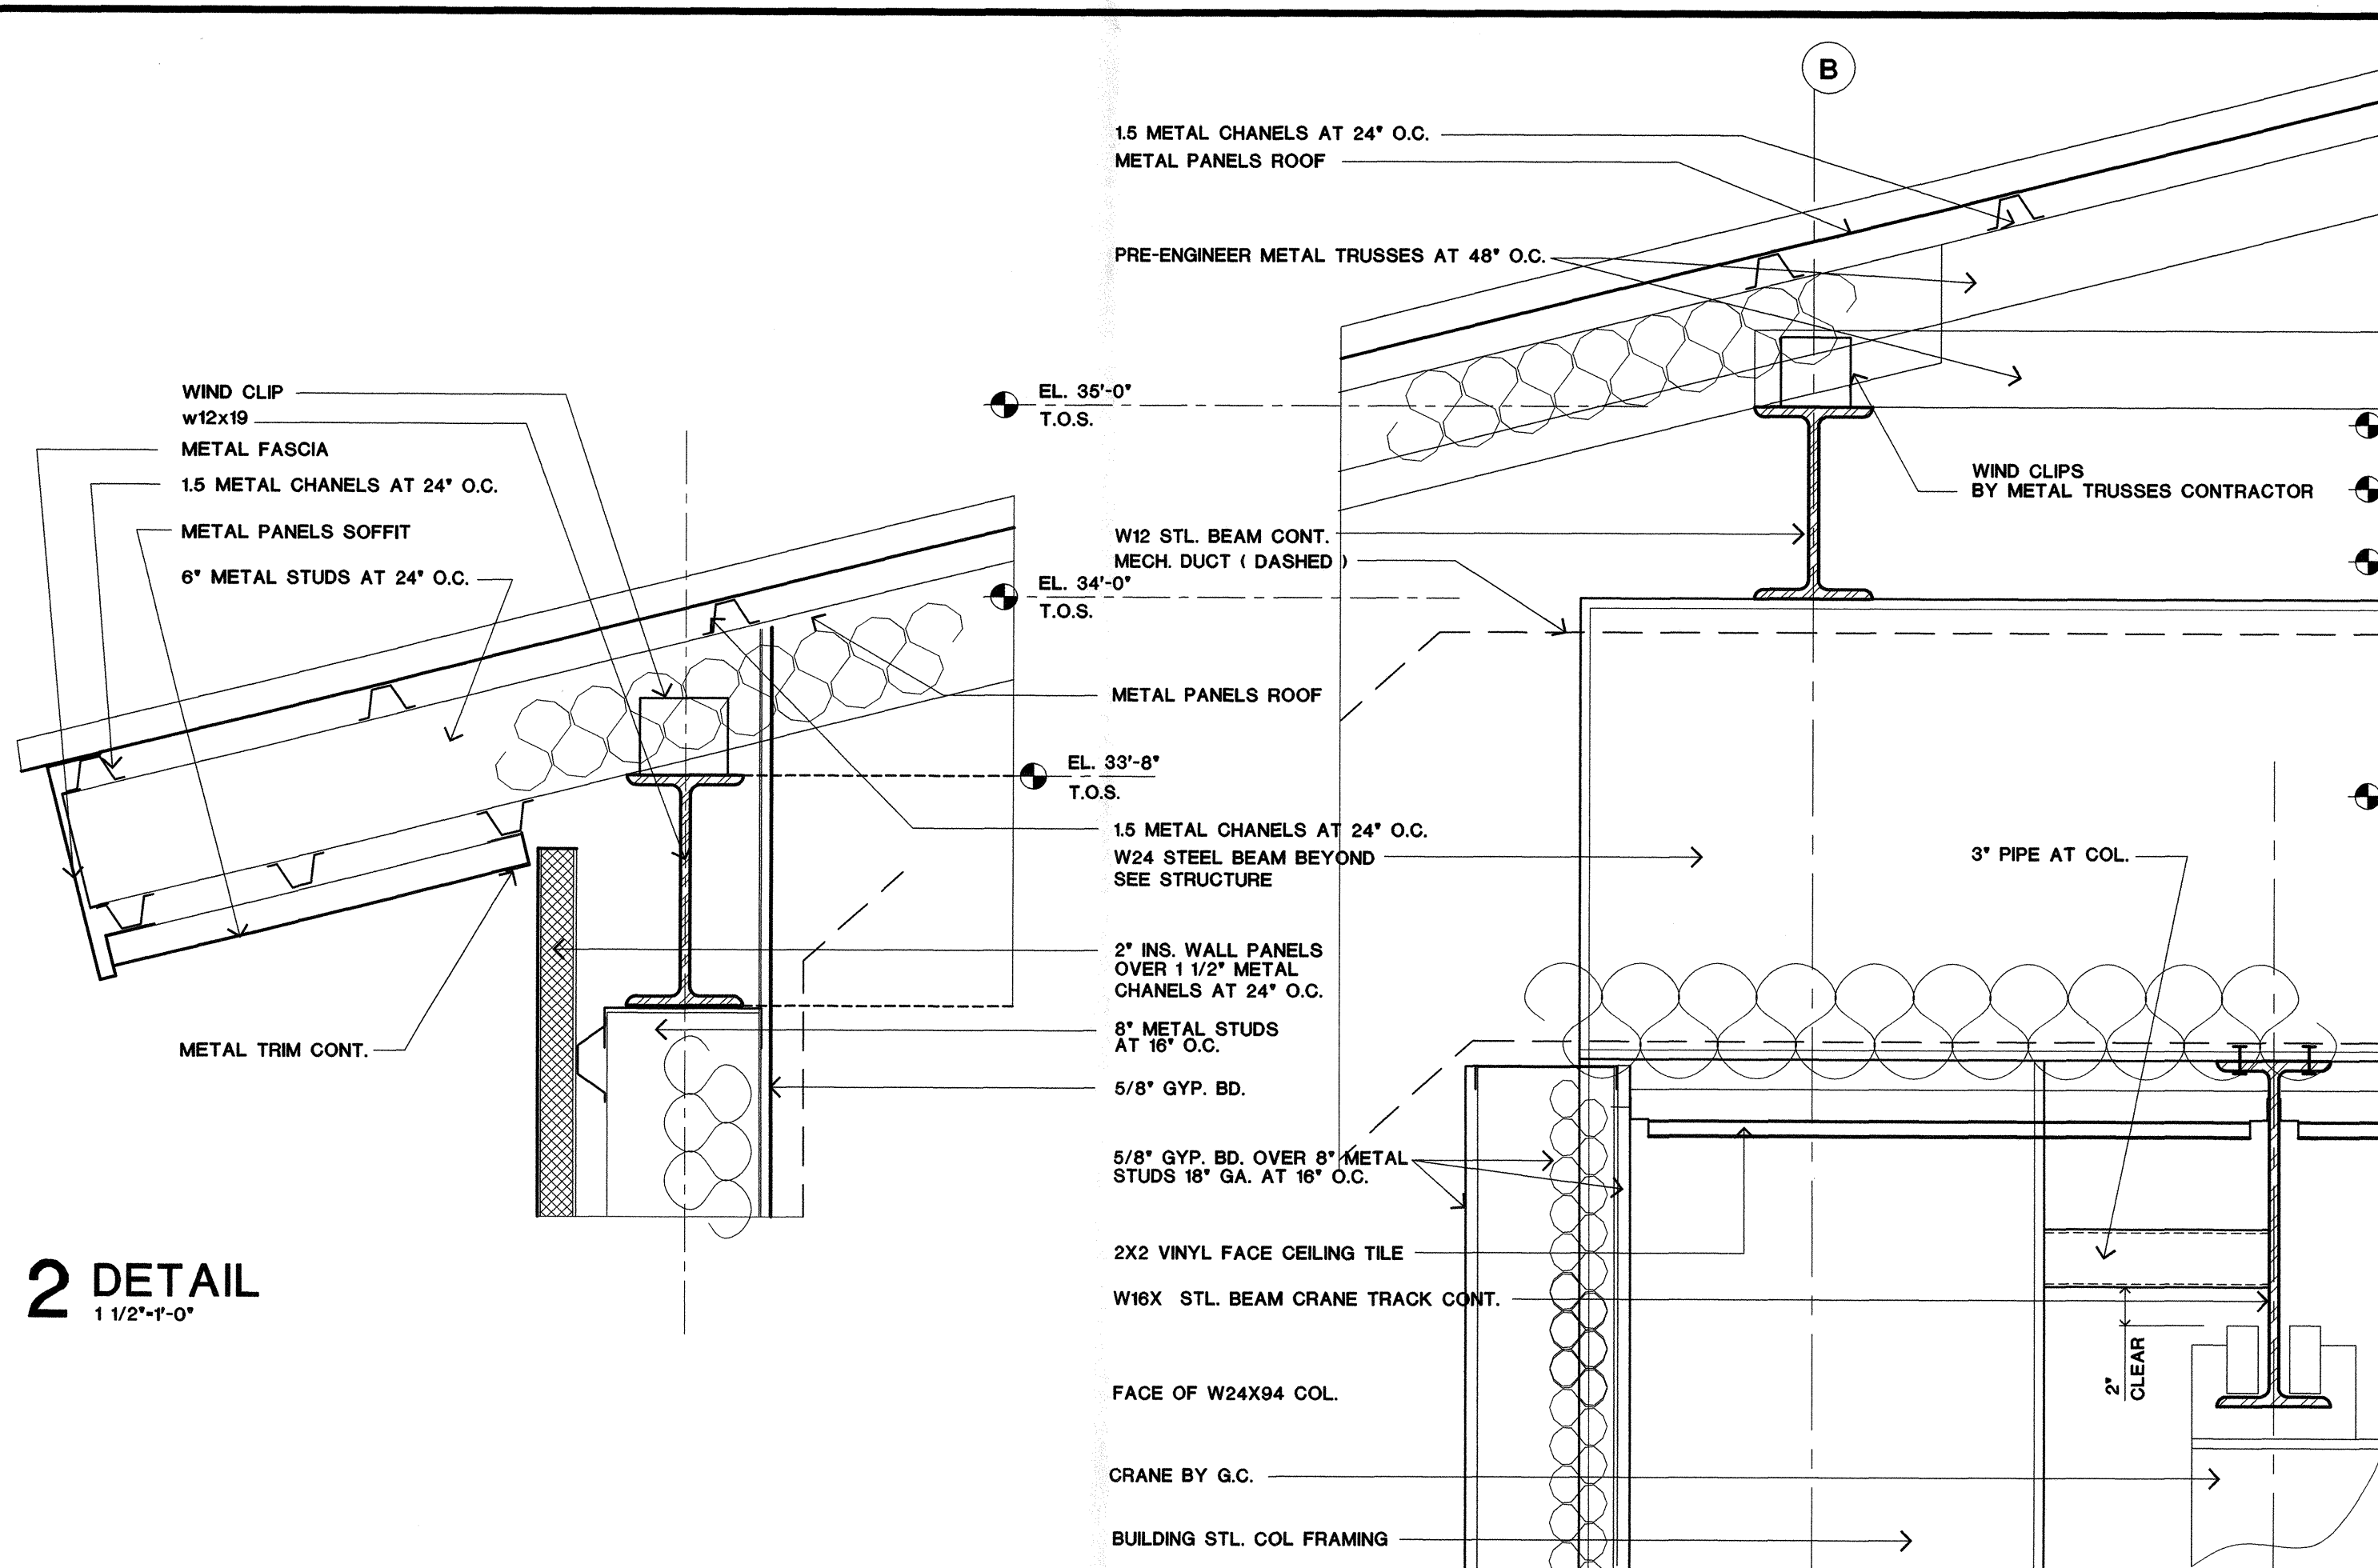 B
1.5 METAL CHANELS AT 24" O.C.
METAL PANELS ROOF
PRE-ENGINEER METAL TRUSSES AT 48" O.C.
WIND CLIP
w12x19
METAL FASCIA
1.5 METAL CHANELS AT 24" O.C.
METAL PANELS SOFFIT
6" METAL STUDS AT 24" O.C.
EL. 35'-0"
T.O.S.
WIND CLIPS
BY METAL TRUSSES CONTRACTOR
W12 STL. BEAM CONT.
MECH. DUCT ( DASHED )
EL. 34'-0"
T.O.S.
METAL PANELS ROOF
EL. 33'-8"
T.O.S.
1.5 METAL CHANELS AT 24" O.C.
W24 STEEL BEAM BEYOND
SEE STRUCTURE
3" PIPE AT COL.
2" INS. WALL PANELS
OVER 1 1/2" METAL
CHANELS AT 24" O.C.
8" METAL STUDS
AT 16" O.C.
METAL TRIM CONT.
5/8" GYP. BD.
5/8" GYP. BD. OVER 8" METAL
STUDS 18" GA. AT 16" O.C.
2X2 VINYL FACE CEILING TILE
W16X STL. BEAM CRANE TRACK CONT.
2"
CLEAR
FACE OF W24X94 COL.
CRANE BY G.C.
BUILDING STL. COL FRAMING
2 DETAIL
1 1/2"=1'-0"